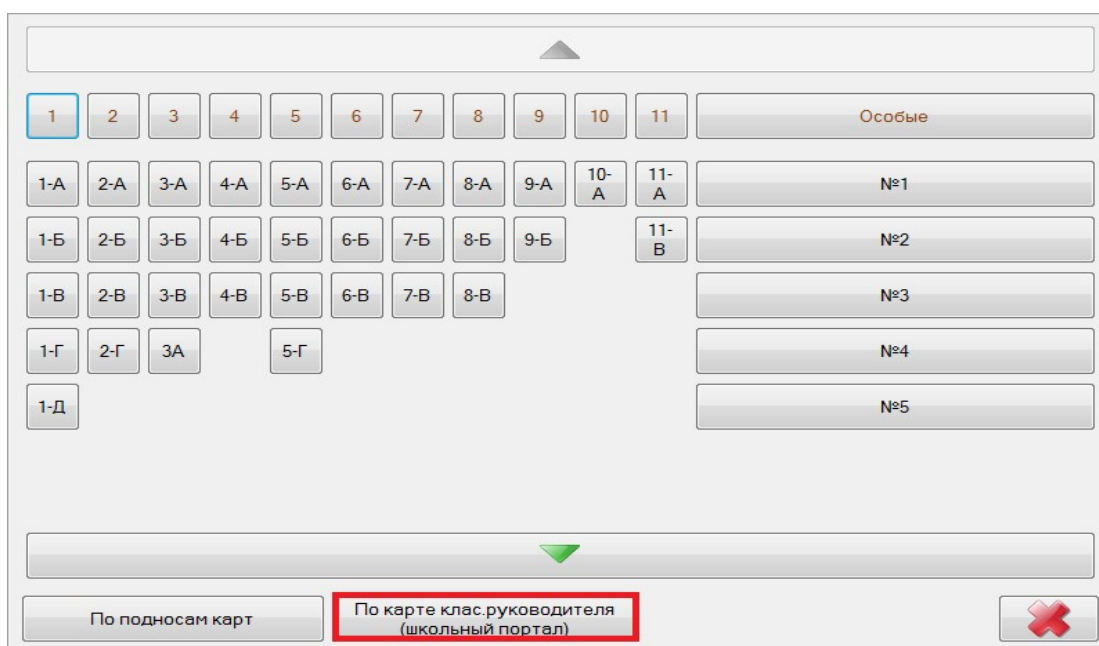 1 2 3 4 5 6 7 8 9 10 11 Особые
1-А 2-А 3-А 4-А 5-А 6-А 7-А 8-А 9-А 10-А 11-А №1
1-Б 2-Б 3-Б 4-Б 5-Б 6-Б 7-Б 8-Б 9-Б 11-В №2
1-В 2-В 3-В 4-В 5-В 6-В 7-В 8-В №3
1-Г 2-Г 3А 5-Г №4
1-Д №5
По подносам карт
По карте клас.руководителя
(школьный портал)